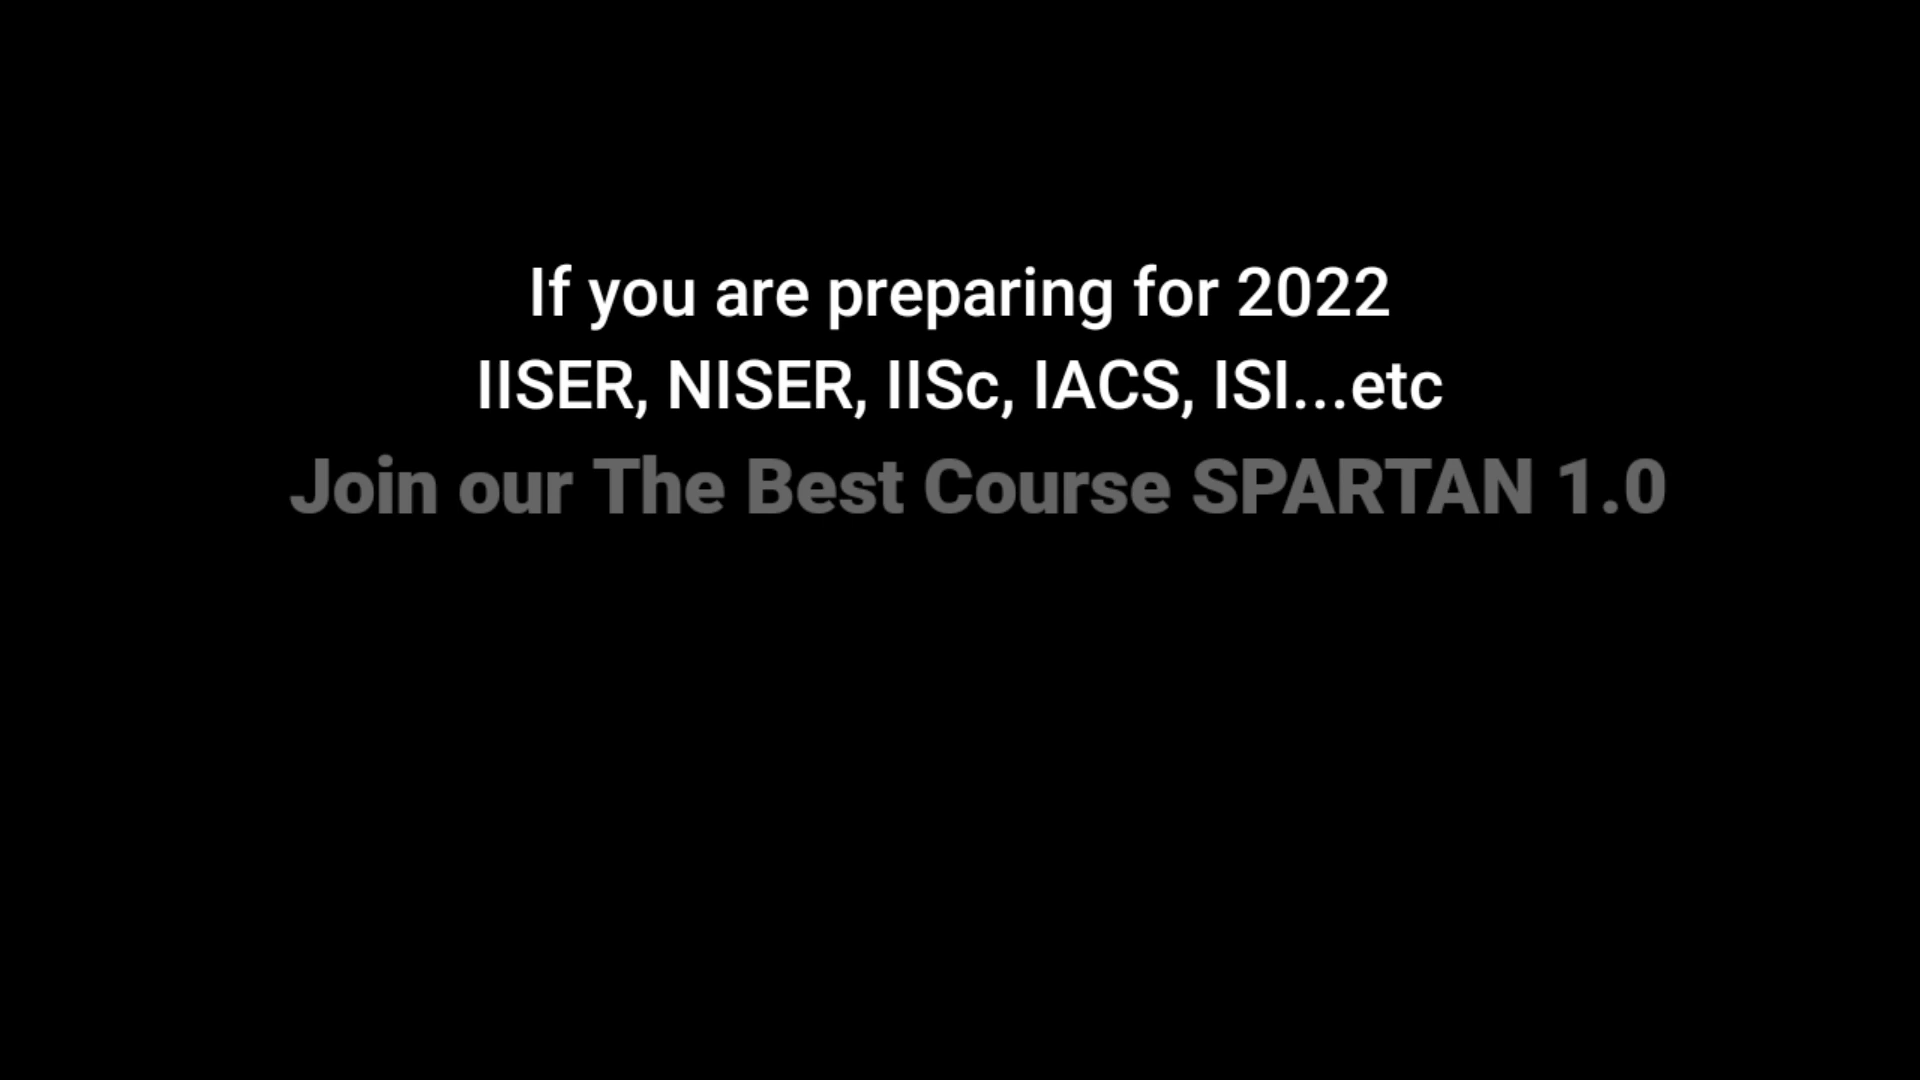 If you are preparing for 2022
IISER, NISER, IISc, IACS, ISI...etc
Join our The Best Course SPARTAN 1.0